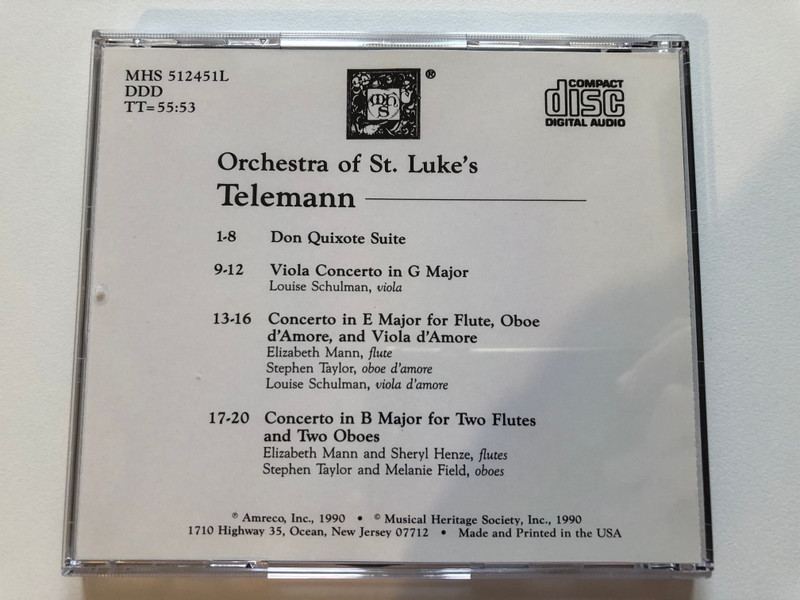 MHS 512451L
DDD
TT= 55:53
mhs
®
COMPACT
disc
DIGITAL AUDIO
Orchestra of St. Luke's
Telemann
1-8 Don Quixote Suite
9-12 Viola Concerto in G Major
Louise Schulman, viola
13-16 Concerto in E Major for Flute, Oboe
d'Amore, and Viola d'Amore
Elizabeth Mann, flute
Stephen Taylor, oboe d'amore
Louise Schulman, viola d'amore
17-20 Concerto in B Major for Two Flutes
and Two Oboes
Elizabeth Mann and Sheryl Henze, flutes
Stephen Taylor and Melanie Field, oboes
℗ Amreco, Inc., 1990 • © Musical Heritage Society, Inc., 1990
1710 Highway 35, Ocean, New Jersey 07712 • Made and Printed in the USA